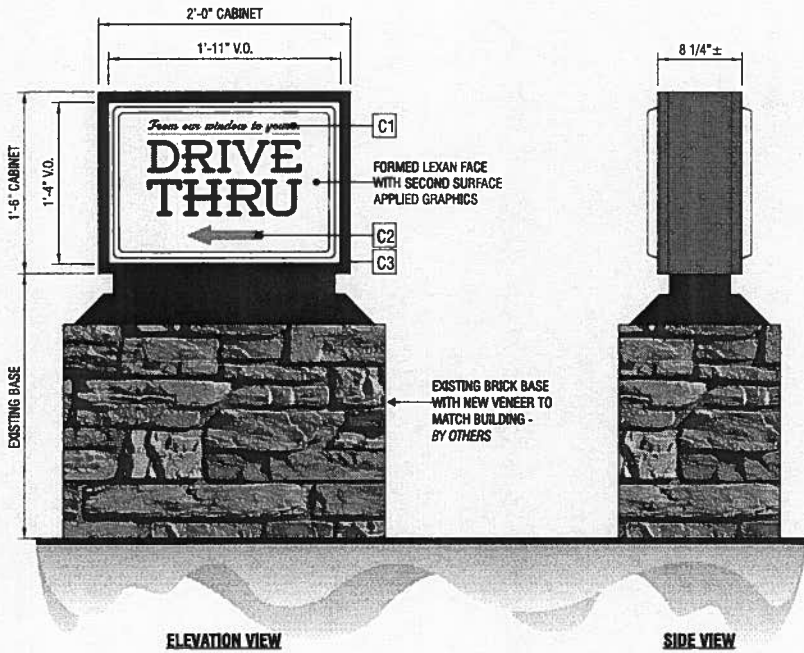 2'-0" CABINET
1'-11" V.O.
8 1/4" ±
1'-6" CABINET
1'-4" V.O.
From our window to yours.
DRIVE
THRU
C1
FORMED LEXAN FACE
WITH SECOND SURFACE
APPLIED GRAPHICS
C2
C3
EXISTING BASE
EXISTING BRICK BASE
WITH NEW VENEER TO
MATCH BUILDING -
BY OTHERS
ELEVATION VIEW
SIDE VIEW